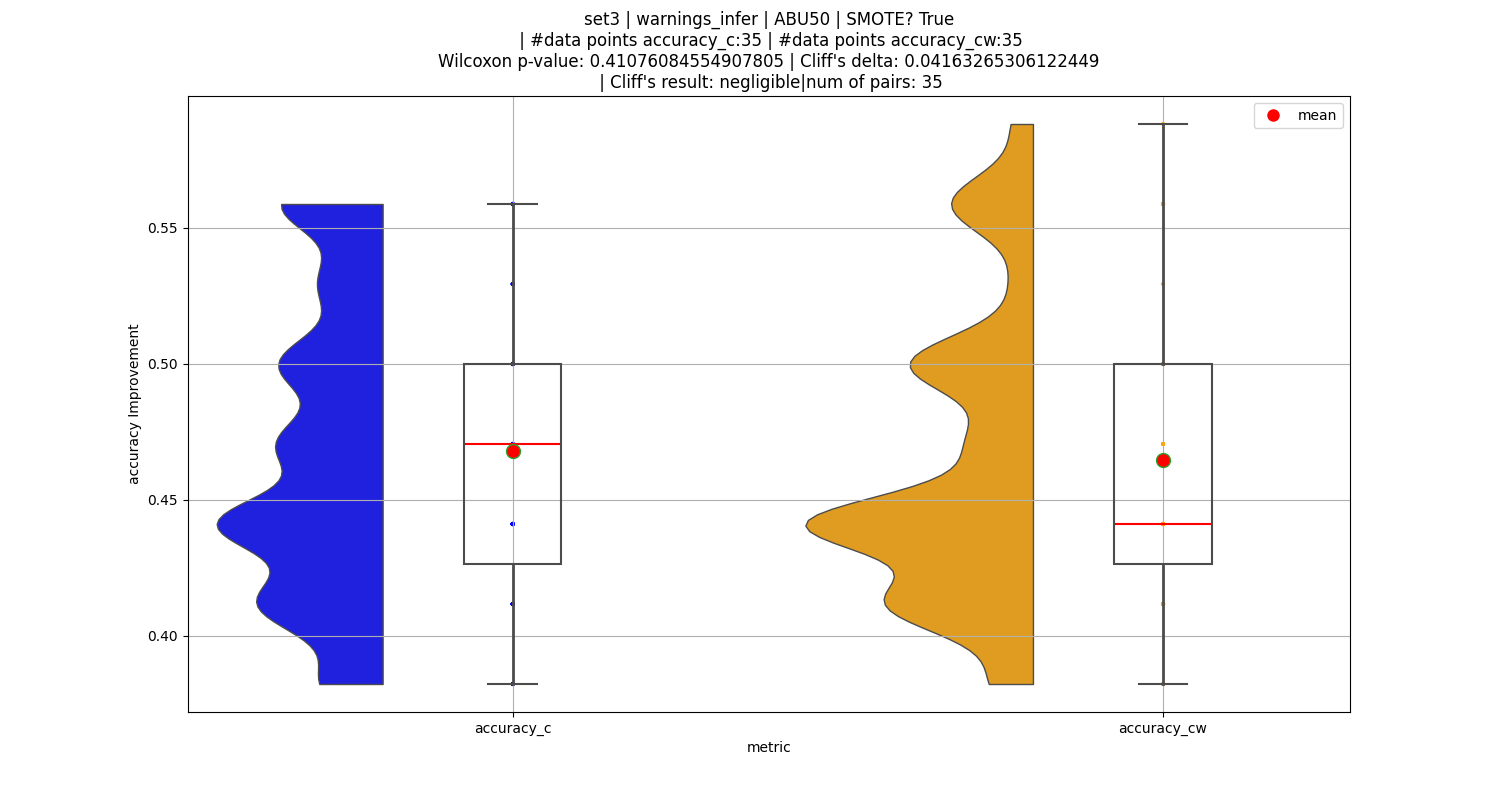 set3 | warnings_infer | ABU50 | SMOTE? True
| #data points accuracy_c:35 | #data points accuracy_cw:35
Wilcoxon p-value: 0.41076084554907805 | Cliff's delta: 0.04163265306122449
| Cliff's result: negligible|num of pairs: 35
mean
0.55
0.50
0.45
0.40
accuracy Improvement
accuracy_c
accuracy_cw
metric